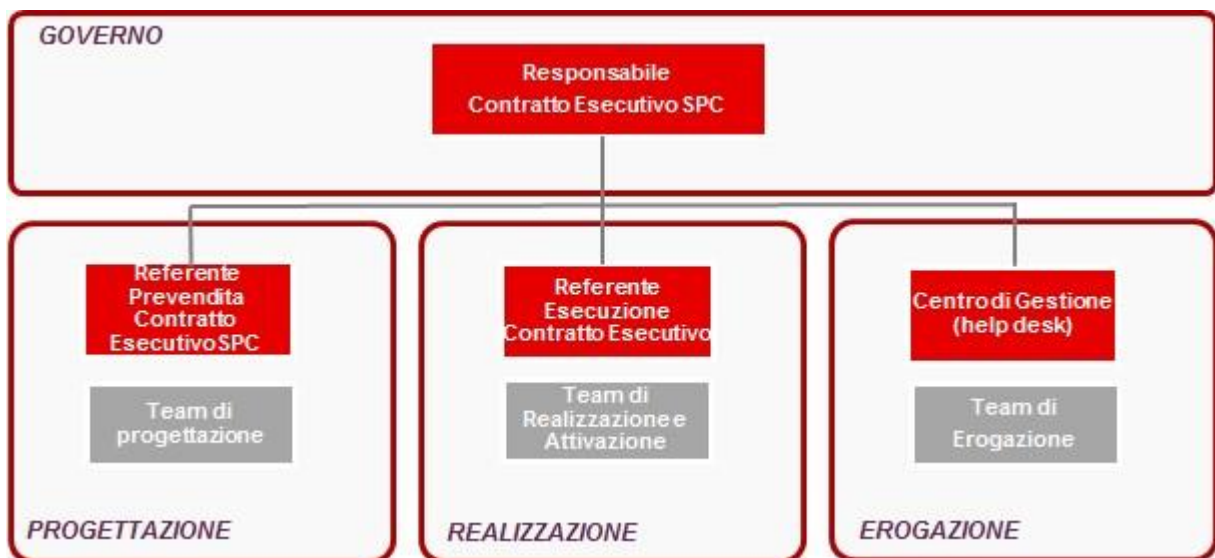 GOVERNO
Responsabile
Contratto Esecutivo SPC
Referente
Prevendita
Contratto
Esecutivo SPC
Team di
progettazione
PROGETTAZIONE
Referente
Esecuzione
Contratto Esecutivo
Team di
Realizzazione e
Attivazione
REALIZZAZIONE
Centro di Gestione
(help desk)
Team di
Erogazione
EROGAZIONE